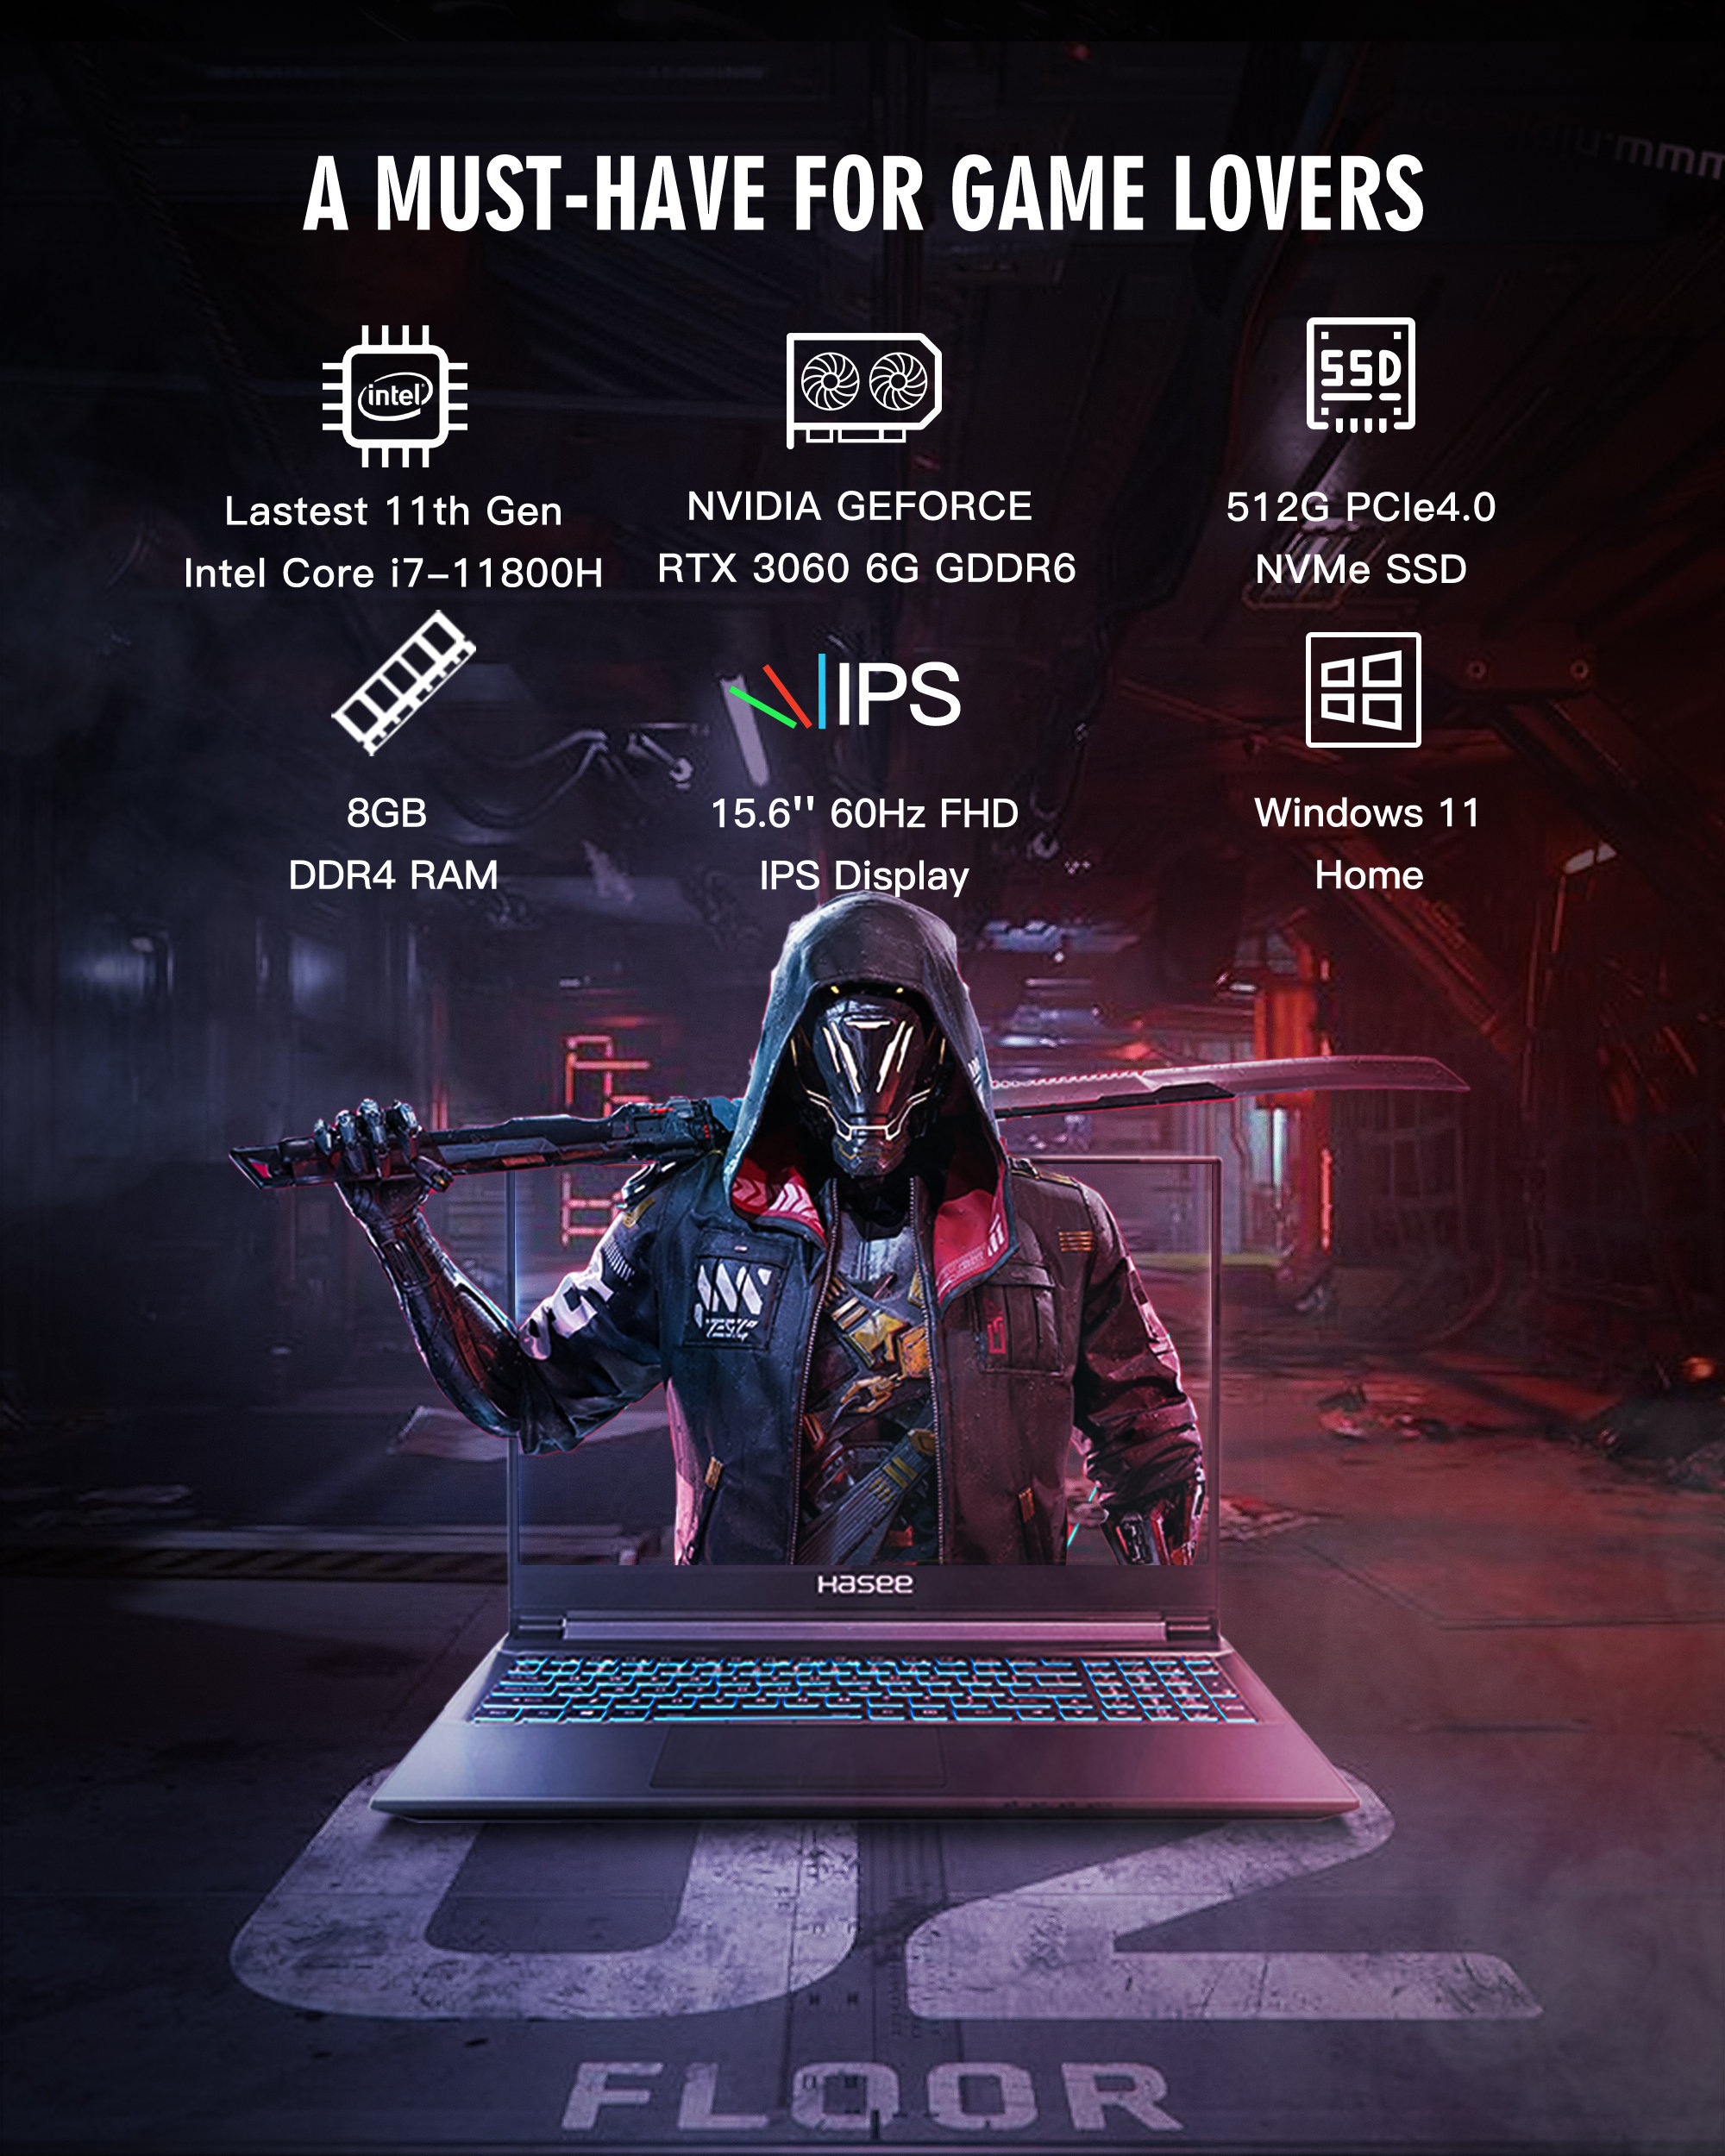 A MUST-HAVE FOR GAME LOVERS
intel
SSD
Lastest 11th Gen
Intel Core i7-11800H
NVIDIA GEFORCE
RTX 3060 6G GDDR6
512G PCIe4.0
NVMe SSD
IPS
8GB
DDR4 RAM
15.6'' 60Hz FHD
IPS Display
Windows 11
Home
Hasee
02
FLOOR